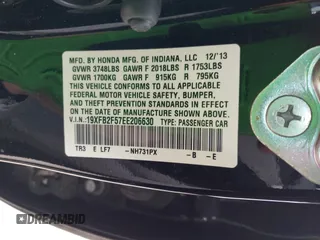 MFD. BY HONDA MFG. OF INDIANA, LLC 12/13
GVWR 3748LBS GAWR F 2018LBS R 1753LBS
GVWR 1700KG GAWR F 915KG R 795KG
THIS VEHICLE CONFORMS TO ALL APPLICABLE
FEDERAL MOTOR VEHICLE SAFETY, BUMPER,
AND THEFT PREVENTION STANDARDS IN EFFECT
ON THE DATE OF MANUFACTURE SHOWN ABOVE.
V.I.N.: 19XFB2F57EE206630 TYPE: PASSENGER CAR
TR3 E LF7 -NH731PX -B -E
DREAMBID